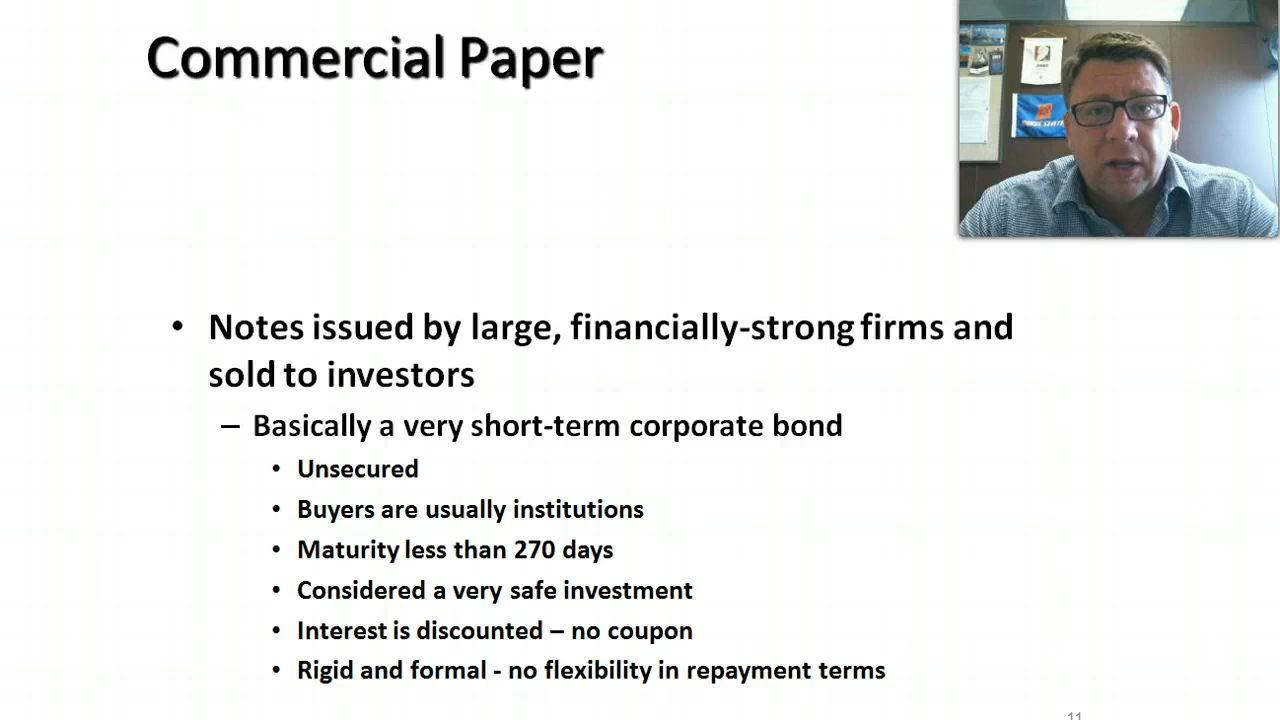 Commercial Paper
• Notes issued by large, financially-strong firms and
sold to investors
– Basically a very short-term corporate bond
• Unsecured
• Buyers are usually institutions
• Maturity less than 270 days
• Considered a very safe investment
• Interest is discounted – no coupon
• Rigid and formal - no flexibility in repayment terms
11